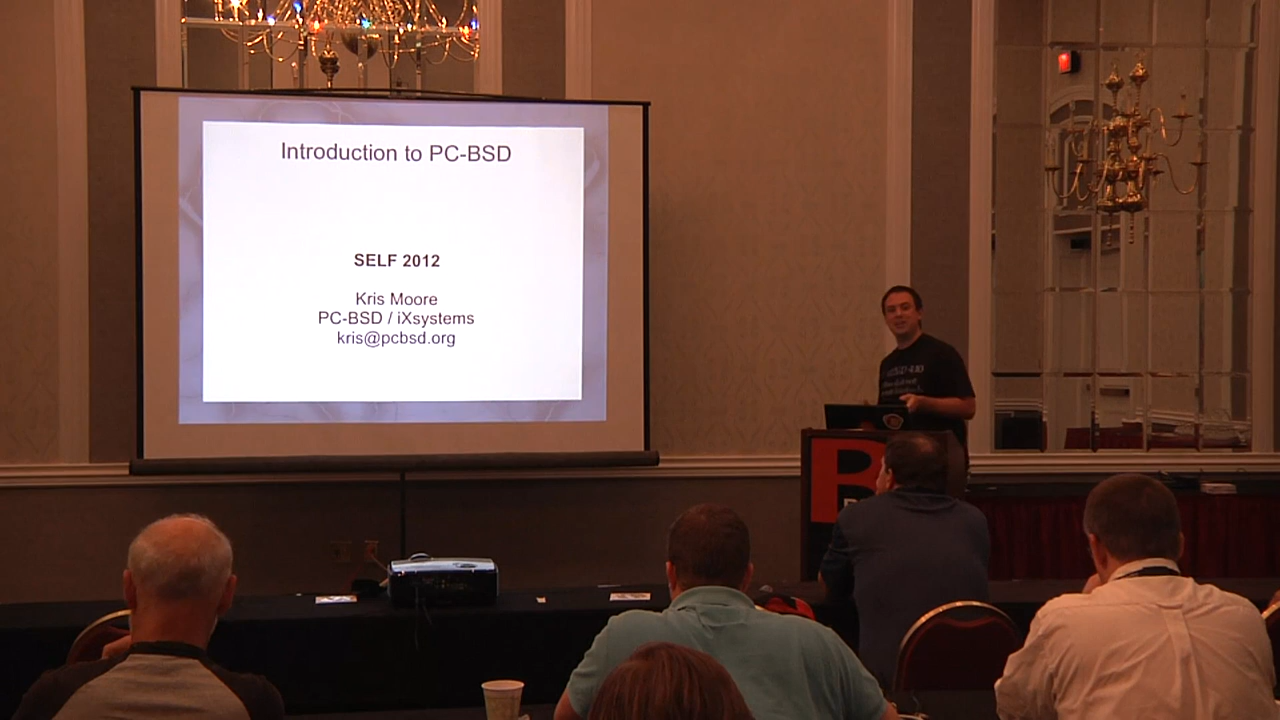 Introduction to PC-BSD
SELF 2012
Kris Moore
PC-BSD / iXsystems
kris@pcbsd.org